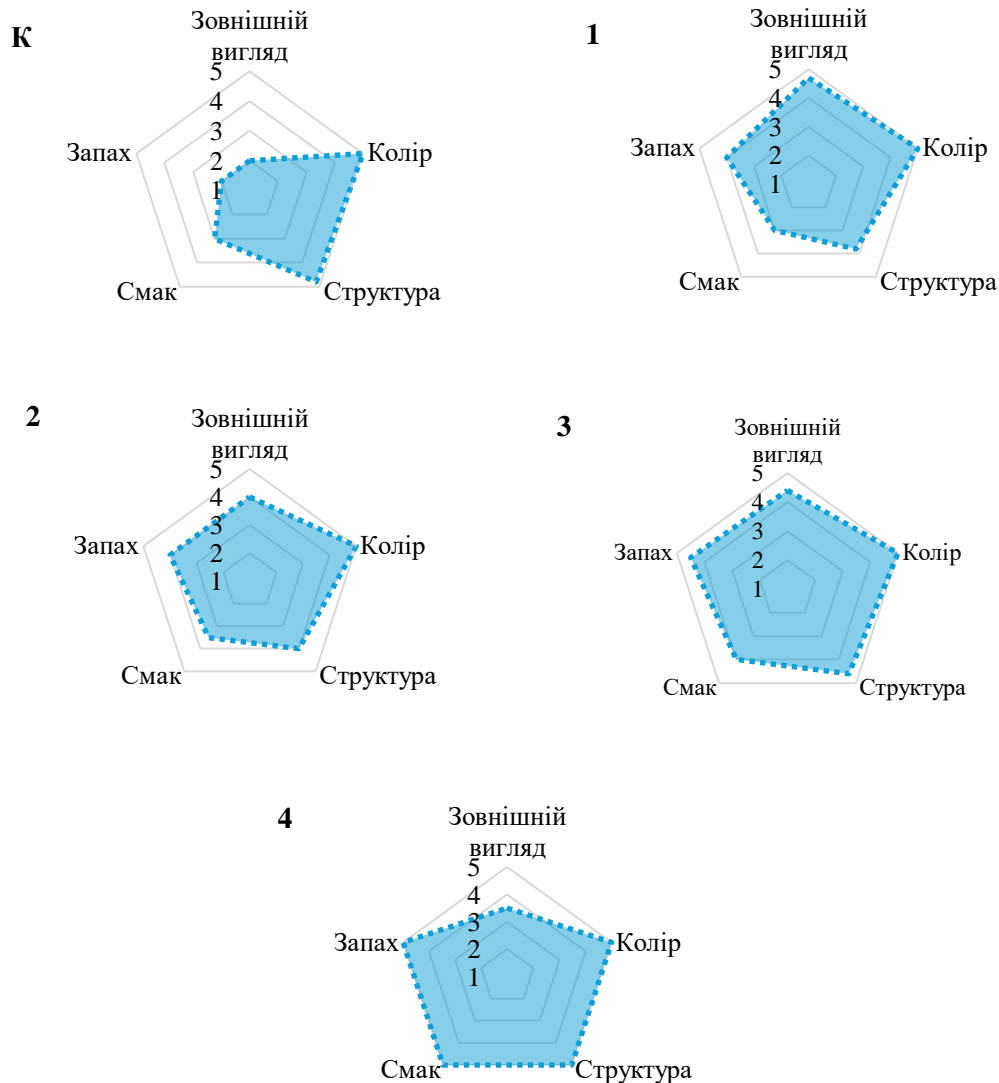 К
Зовнішній
вигляд
5
4
3
2
1
Запах
Колір
Смак
Структура
1
Зовнішній
вигляд
5
4
3
2
1
Запах
Колір
Смак
Структура
2
Зовнішній
вигляд
5
4
3
2
1
Запах
Колір
Смак
Структура
3
Зовнішній
вигляд
5
4
3
2
1
Запах
Колір
Смак
Структура
4
Зовнішній
вигляд
5
4
3
2
1
Запах
Колір
Смак
Структура